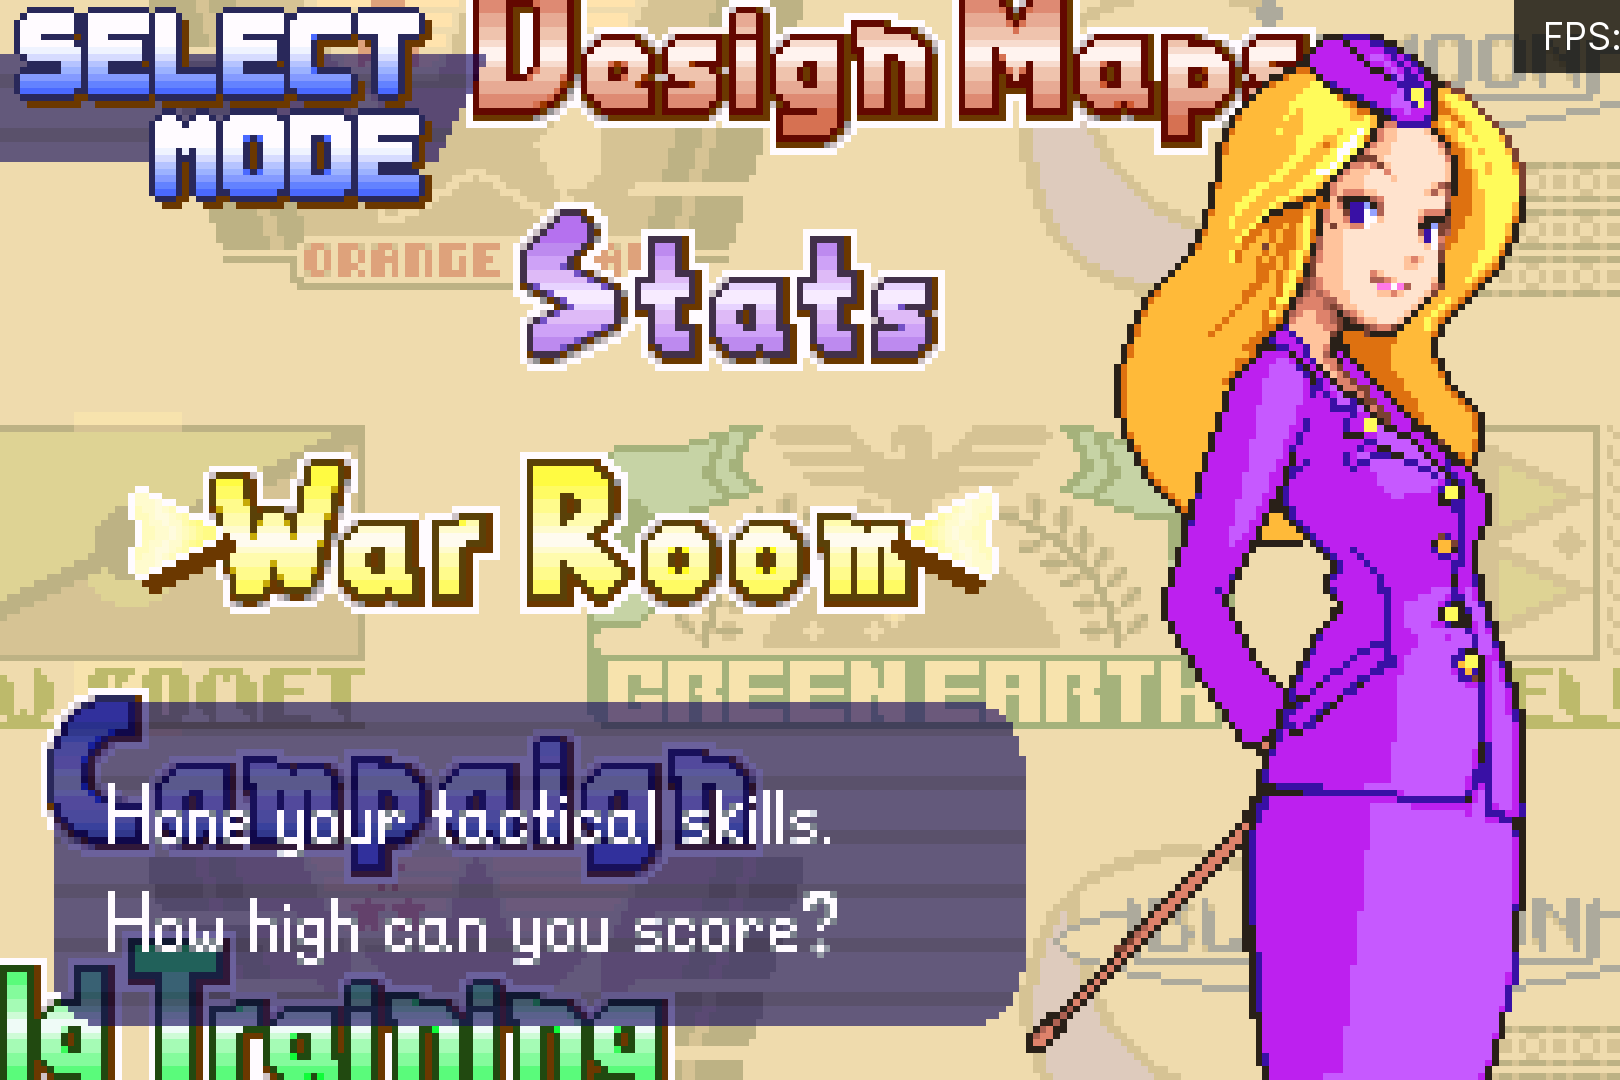 SELECT
MODE
Design Maps
FPS:
Stats
ORANGE
War Room
GREEN EARTH
Campaign
Hone your tactical skills.
How high can you score?
ld Training